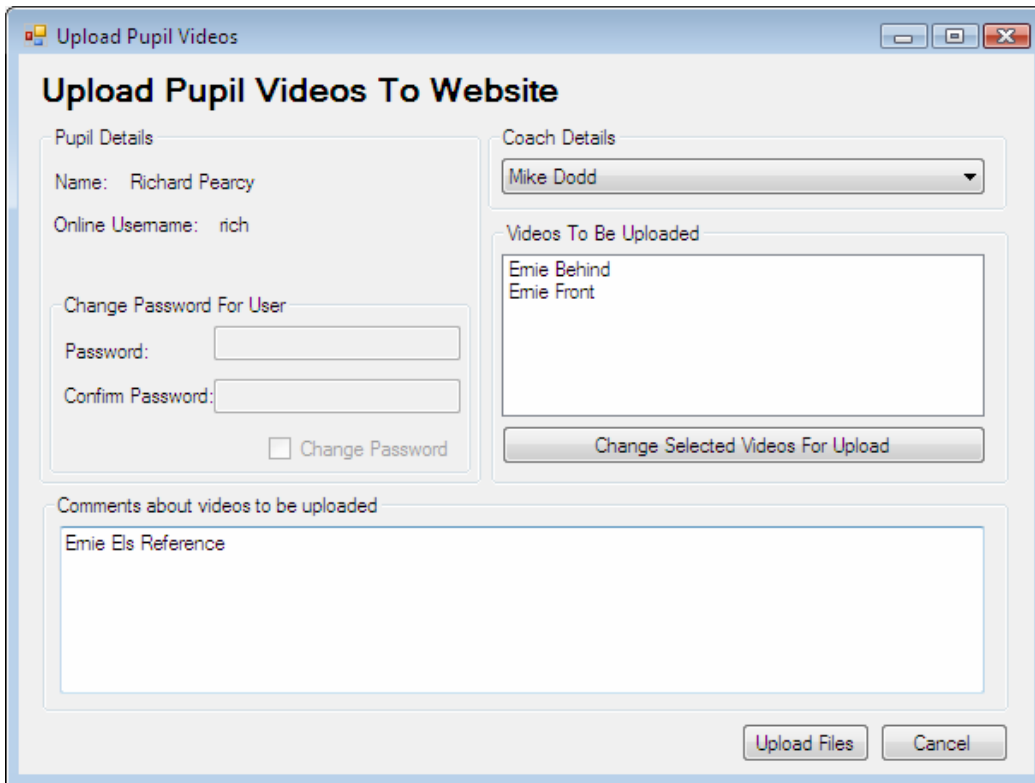 Upload Pupil Videos
Upload Pupil Videos To Website
Pupil Details
Name: Richard Pearcy
Online Username: rich
Change Password For User
Password:
Confirm Password:
Change Password
Coach Details
Mike Dodd
Videos To Be Uploaded
Ernie Behind
Ernie Front
Change Selected Videos For Upload
Comments about videos to be uploaded
Ernie Els Reference
Upload Files Cancel